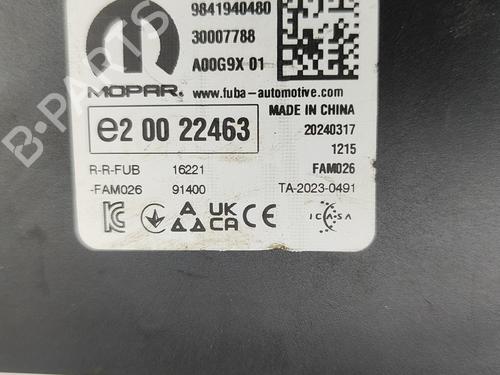 9841940480
30007788
A00G9X 01
MOPAR. www.fuba-automotive.com/
e2 00 22463
MADE IN CHINA
20240317
1215
R-R-FUB 16221 FAM026
-FAM026 91400 TA-2023-0491
UK
CA CE
ICASA
B-PARTS